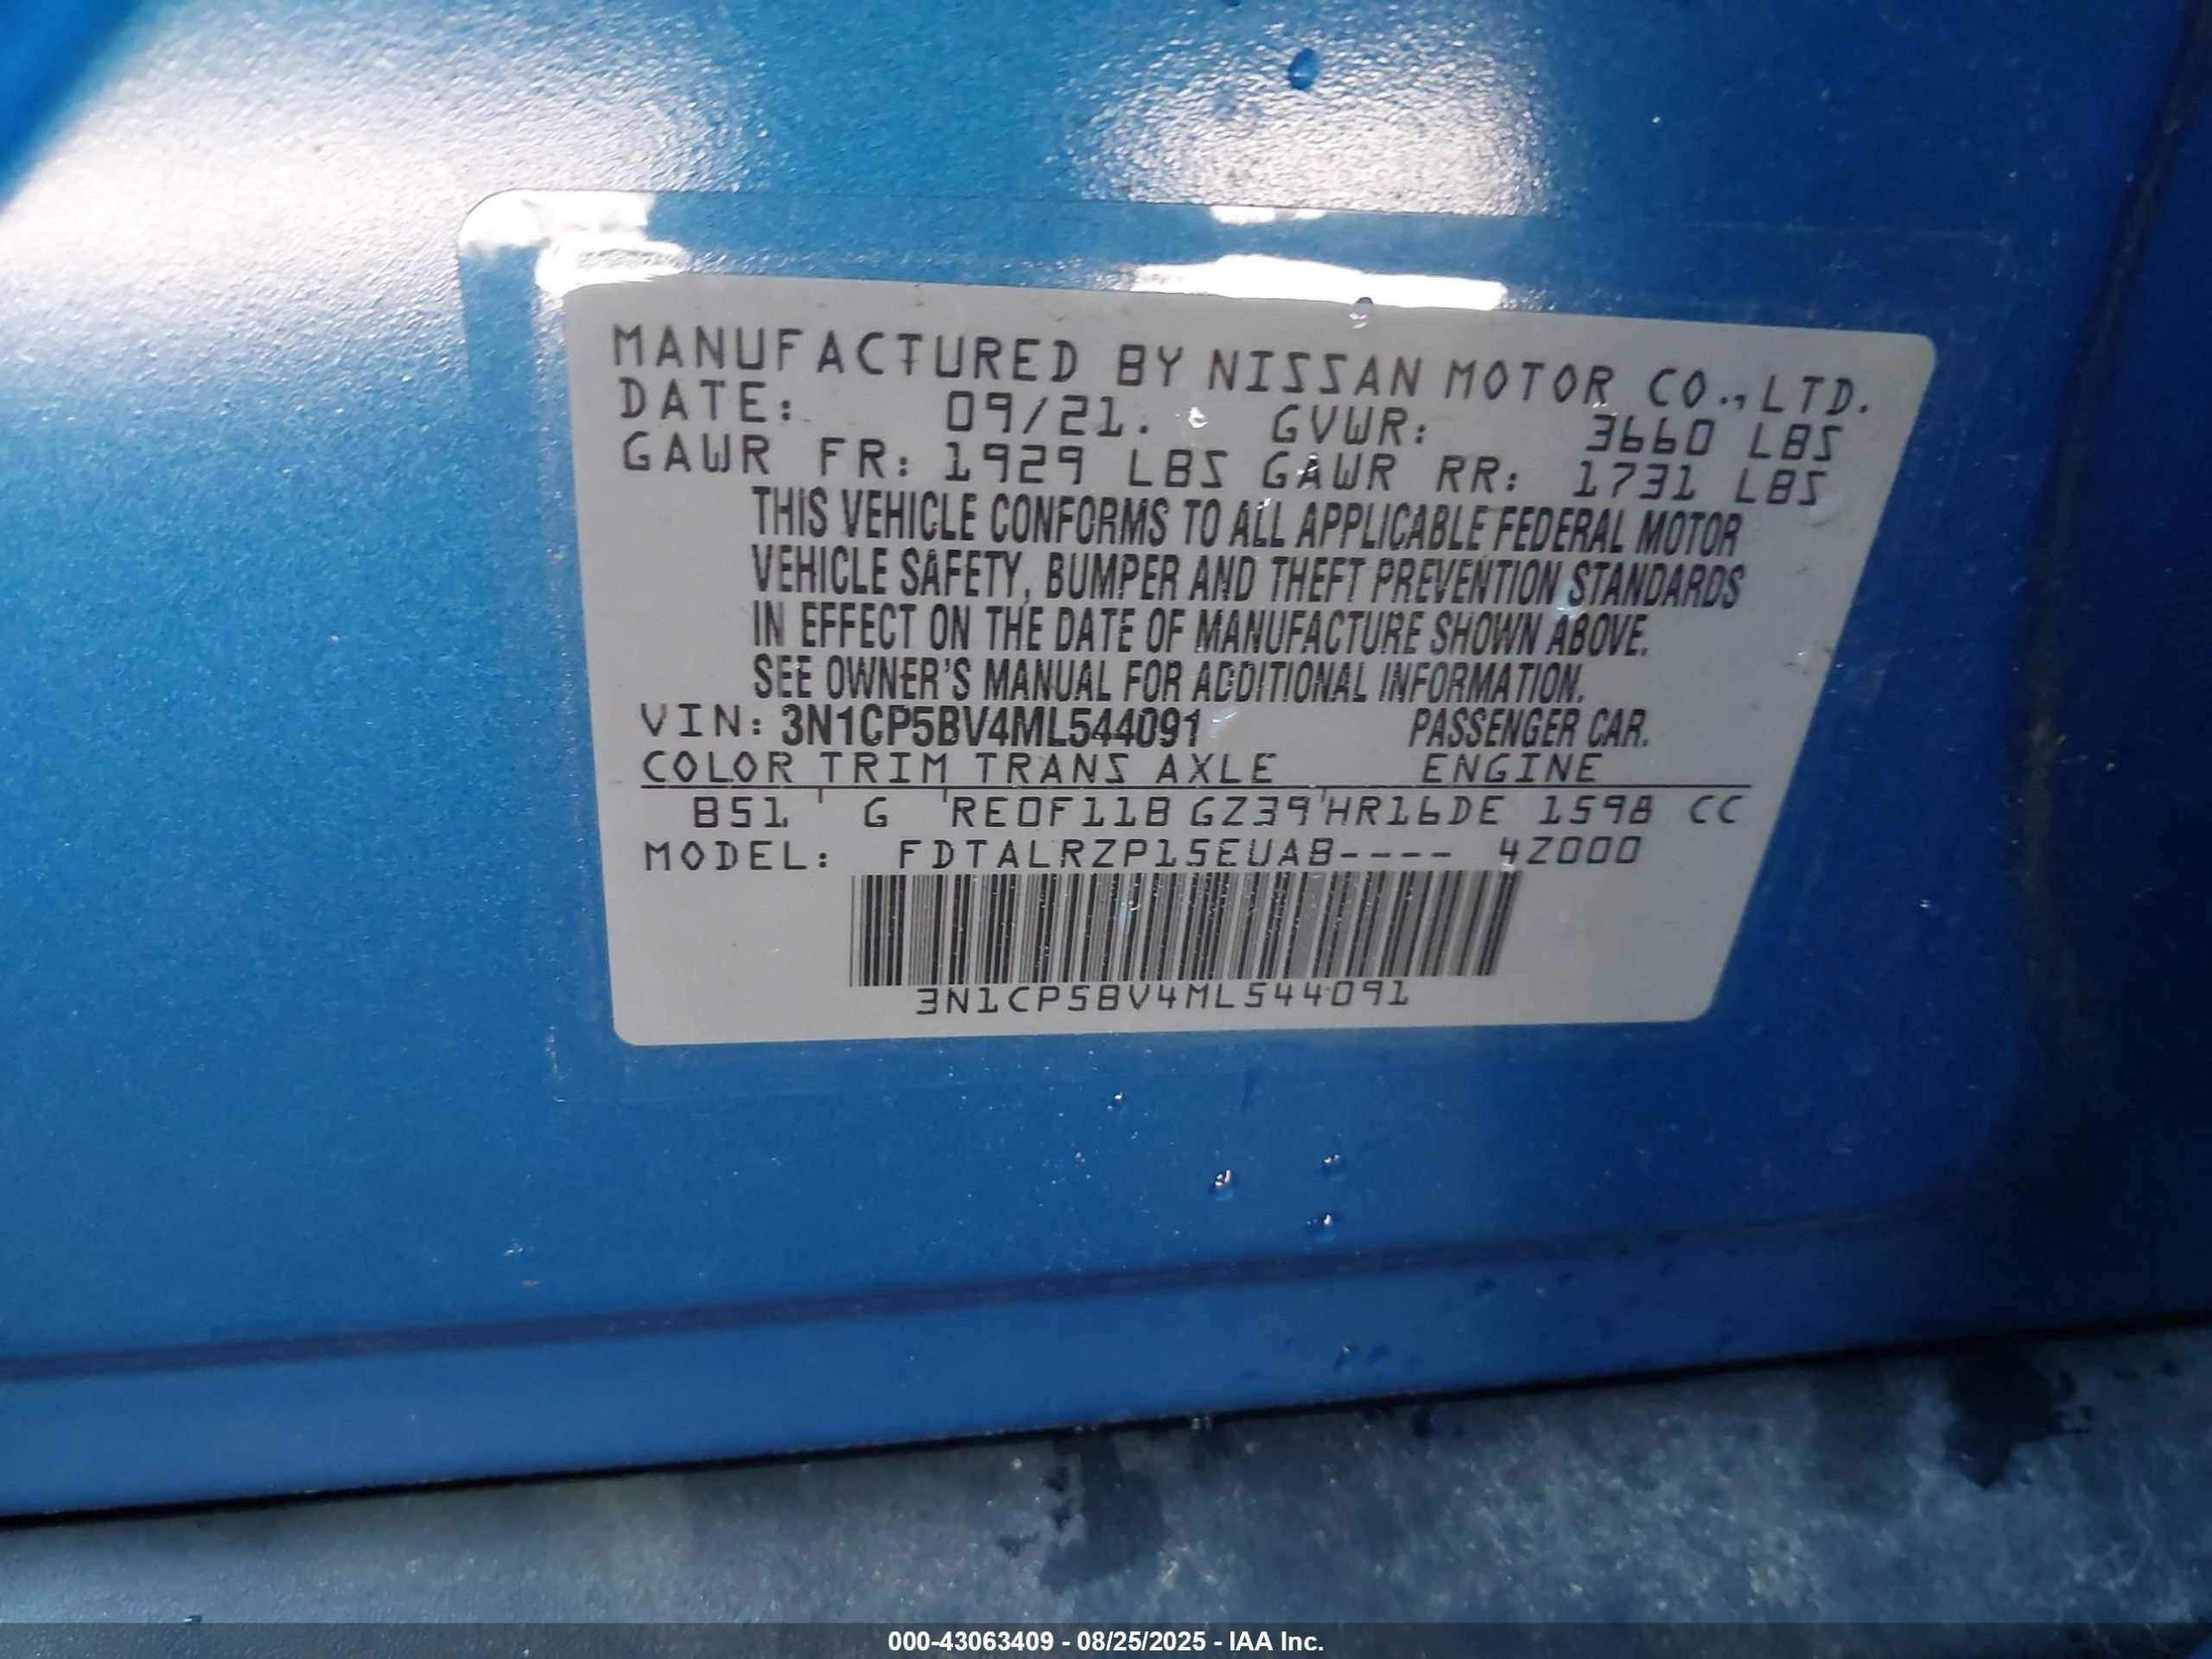 MANUFACTURED BY NISSAN MOTOR CO.,LTD.
DATE: 09/21. GVWR: 3660 LBS
GAWR FR: 1929 LBS GAWR RR: 1731 LBS
THIS VEHICLE CONFORMS TO ALL APPLICABLE FEDERAL MOTOR
VEHICLE SAFETY, BUMPER AND THEFT PREVENTION STANDARDS
IN EFFECT ON THE DATE OF MANUFACTURE SHOWN ABOVE.
SEE OWNER'S MANUAL FOR ADDITIONAL INFORMATION.
VIN: 3N1CP5BV4ML544091 PASSENGER CAR.
COLOR TRIM TRANS AXLE ENGINE
B51 G RE0F11B GZ39 HR16DE 1598 CC
MODEL: FDTALRZP15EUAB---- 4Z000
3N1CP5BV4ML544091
000-43063409 - 08/25/2025 - IAA Inc.